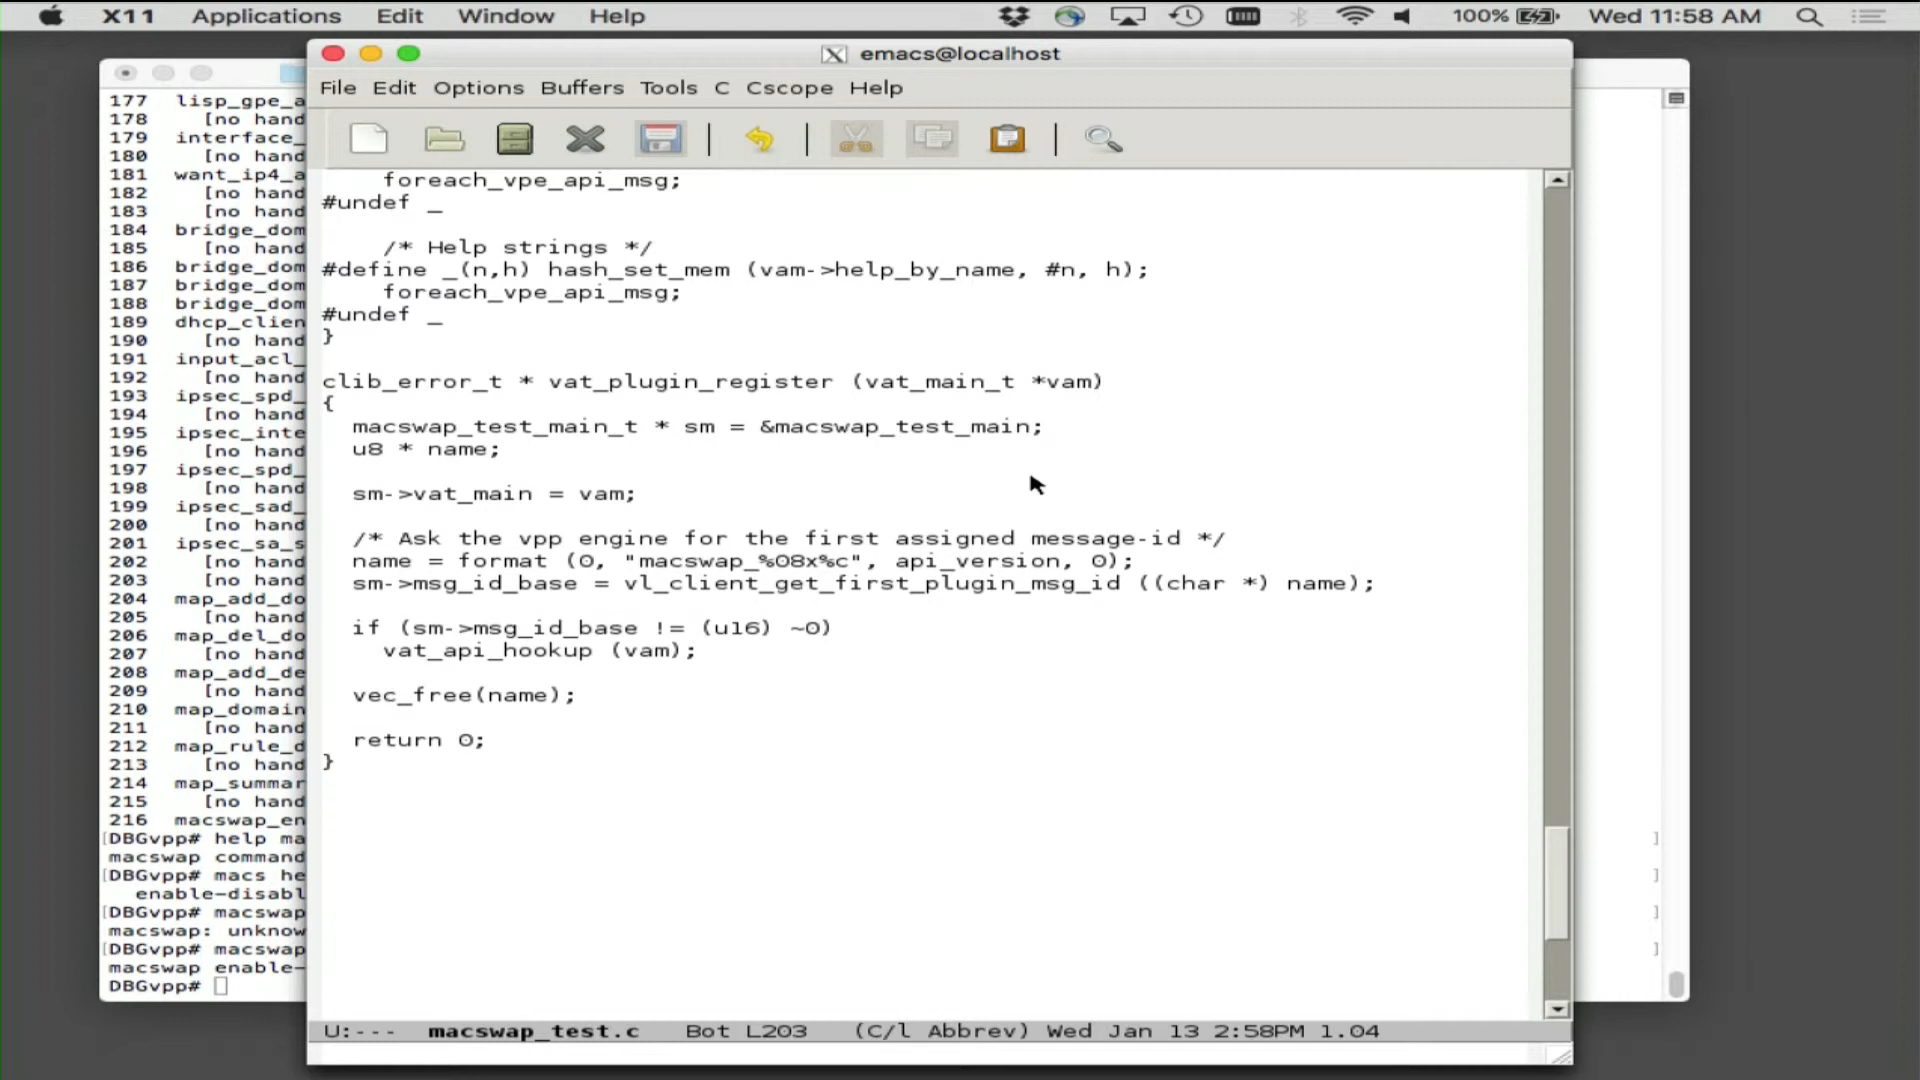 X11 Applications Edit Window Help 100% Wed 11:58 AM
emacs@localhost
File Edit Options Buffers Tools C Cscope Help
177 lisp_gpe_a
178 [no hand
179 interface_
180 [no hand
181 want_ip4_a
182 [no hand
183 [no hand
184 bridge_dom
185 [no hand
186 bridge_dom
187 bridge_dom
188 bridge_dom
189 dhcp_clien
190 [no hand
191 input_acl_
192 [no hand
193 ipsec_spd_
194 [no hand
195 ipsec_inte
196 [no hand
197 ipsec_spd_
198 [no hand
199 ipsec_sad_
200 [no hand
201 ipsec_sa_s
202 [no hand
203 [no hand
204 map_add_do
205 [no hand
206 map_del_do
207 [no hand
208 map_add_de
209 [no hand
210 map_domain
211 [no hand
212 map_rule_d
213 [no hand
214 map_summar
215 [no hand
216 macswap_en
[DBGvpp# help ma ]
macswap command
[DBGvpp# macs he ]
enable-disabl
[DBGvpp# macswap ]
macswap: unknow
[DBGvpp# macswap ]
macswap enable-
DBGvpp#
foreach_vpe_api_msg;
#undef _
/* Help strings */
#define _(n,h) hash_set_mem (vam->help_by_name, #n, h);
foreach_vpe_api_msg;
#undef _
}
clib_error_t * vat_plugin_register (vat_main_t *vam)
{
macswap_test_main_t * sm = &macswap_test_main;
u8 * name;
sm->vat_main = vam;
/* Ask the vpp engine for the first assigned message-id */
name = format (0, "macswap_%08x%c", api_version, 0);
sm->msg_id_base = vl_client_get_first_plugin_msg_id ((char *) name);
if (sm->msg_id_base != (u16) ~0)
vat_api_hookup (vam);
vec_free(name);
return 0;
}
U:--- macswap_test.c Bot L203 (C/l Abbrev) Wed Jan 13 2:58PM 1.04